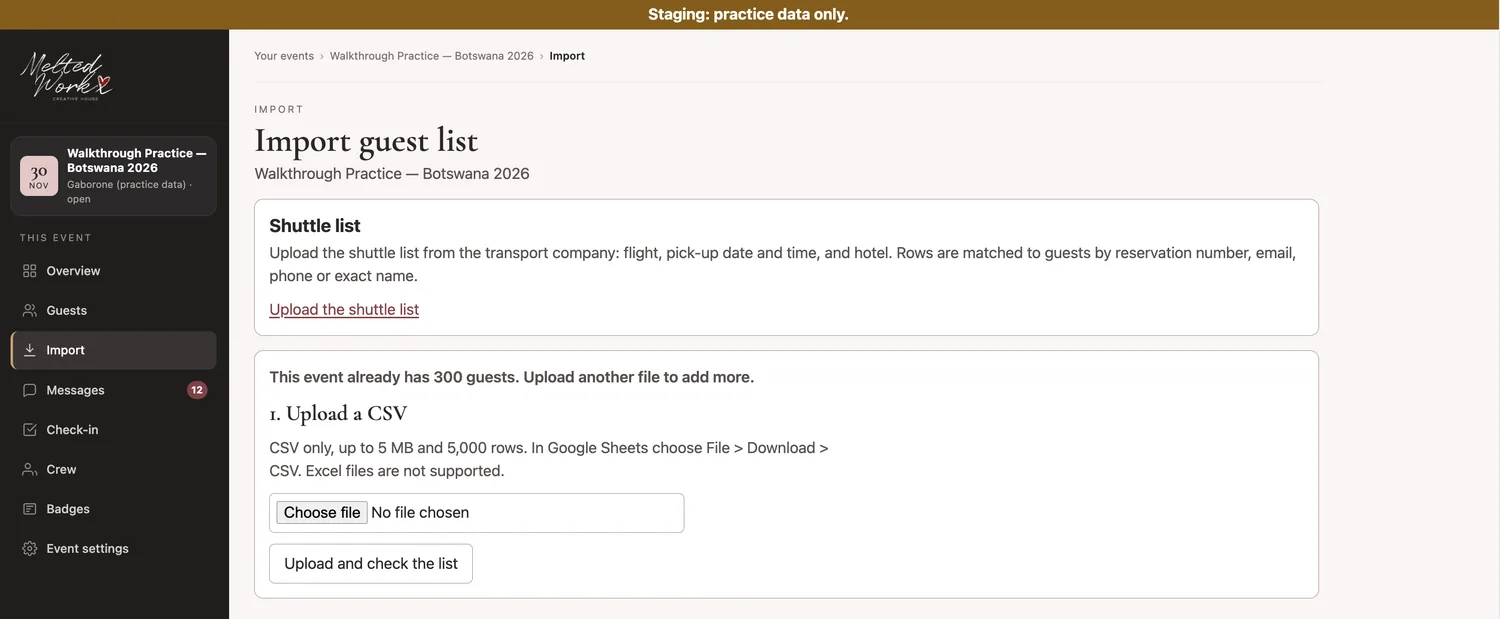 Staging: practice data only.
Melted
Workx
CREATIVE HOUSE
30
NOV
Walkthrough Practice —
Botswana 2026
Gaborone (practice data) ·
open
THIS EVENT
Overview
Guests
Import
Messages
12
Check-in
Crew
Badges
Event settings
Your events › Walkthrough Practice — Botswana 2026 › Import
IMPORT
Import guest list
Walkthrough Practice — Botswana 2026
Shuttle list
Upload the shuttle list from the transport company: flight, pick-up date and time, and hotel. Rows are matched to guests by reservation number, email,
phone or exact name.
Upload the shuttle list
This event already has 300 guests. Upload another file to add more.
1. Upload a CSV
CSV only, up to 5 MB and 5,000 rows. In Google Sheets choose File > Download >
CSV. Excel files are not supported.
Choose file No file chosen
Upload and check the list